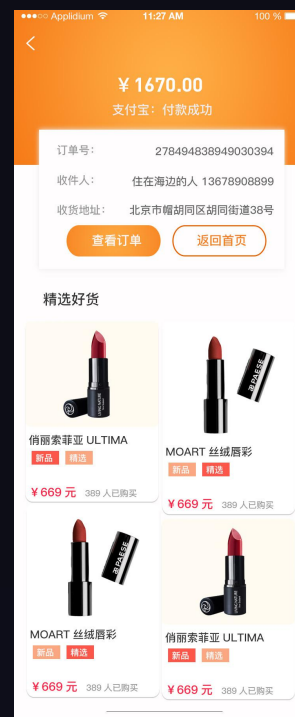 ●●●○○ Applidium 11:27 AM 100 %
¥ 1670.00
支付宝：付款成功
订单号： 278494838949030394
收件人： 住在海边的人 13678908899
收货地址： 北京市帽胡同区胡同街道38号
查看订单 返回首页
精选好货
俏丽索菲亚 ULTIMA
新品 精选
¥ 669 元 389 人已购买
PAESE
MOART 丝绒唇彩
新品 精选
¥ 669 元 389 人已购买
PAESE
MOART 丝绒唇彩
新品 精选
¥ 669 元 389 人已购买
俏丽索菲亚 ULTIMA
新品 精选
¥ 669 元 389 人已购买